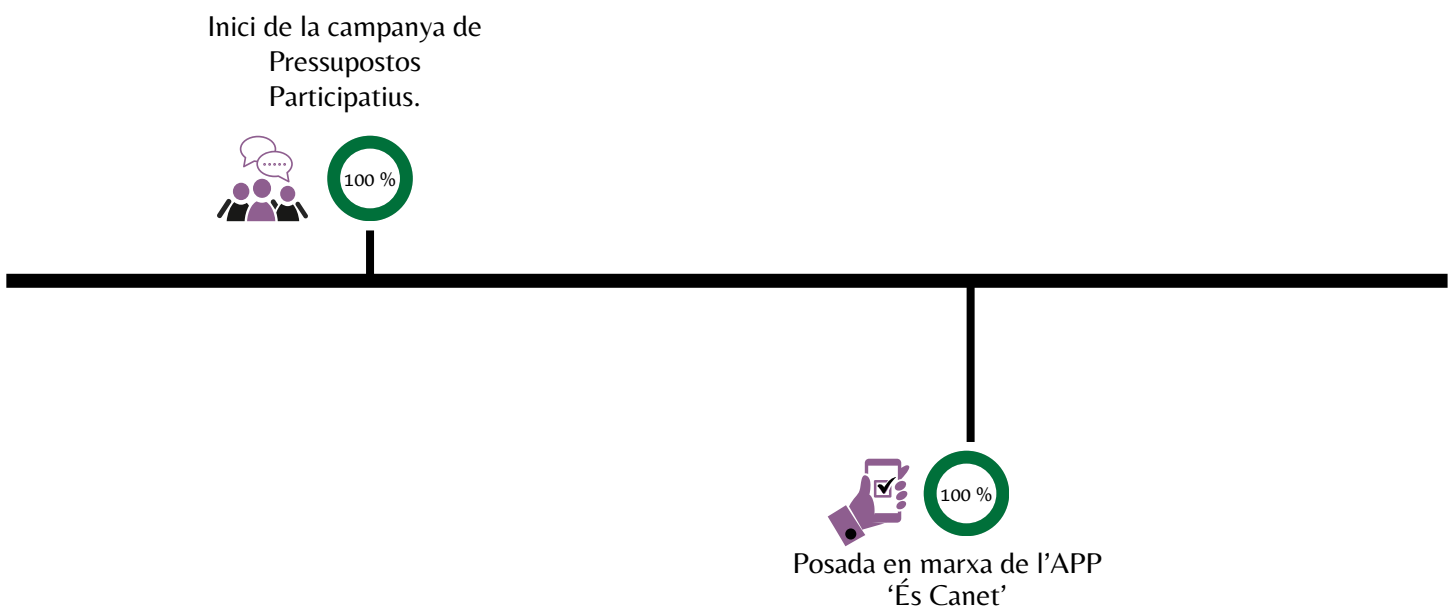 Inici de la campanya de
Pressupostos
Participatius.
100 %
100 %
Posada en marxa de l’APP
‘És Canet’